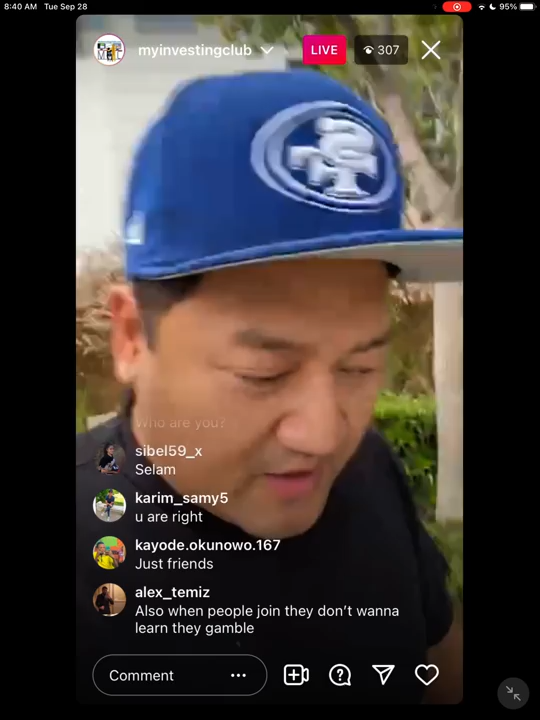 8:40 AM Tue Sep 28
95%
myinvestingclub
LIVE
307
SF
Who are you?
sibel59_x
Selam
karim_samy5
u are right
kayode.okunowo.167
Just friends
alex_temiz
Also when people join they don't wanna
learn they gamble
Comment